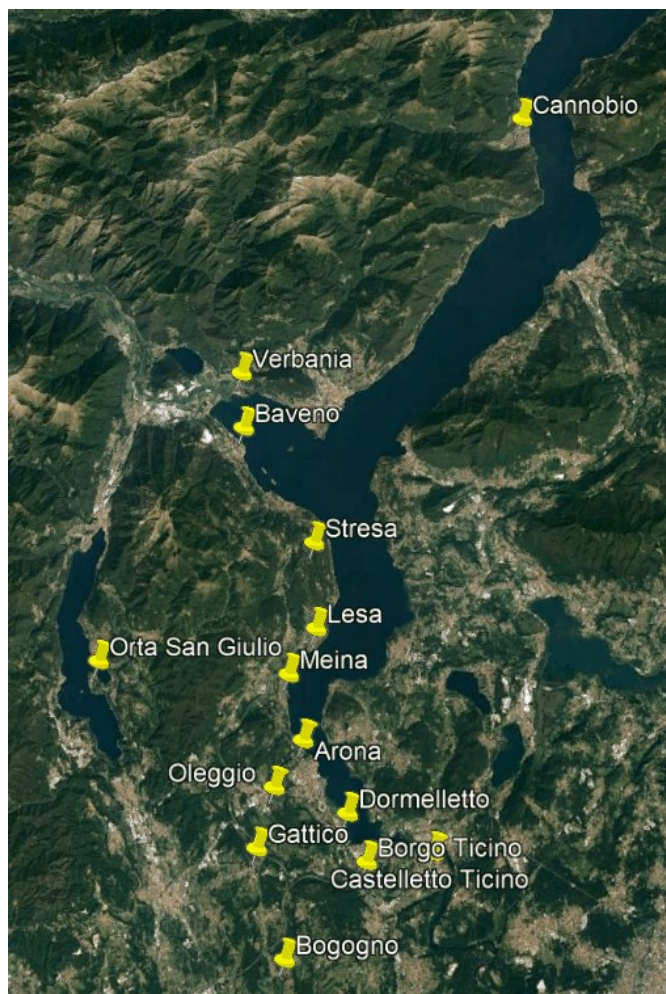 Cannobio
Verbania
Baveno
Stresa
Lesa
Orta San Giulio
Meina
Arona
Oleggio
Dormelletto
Gattico
Borgo Ticino
Castelletto Ticino
Bogogno